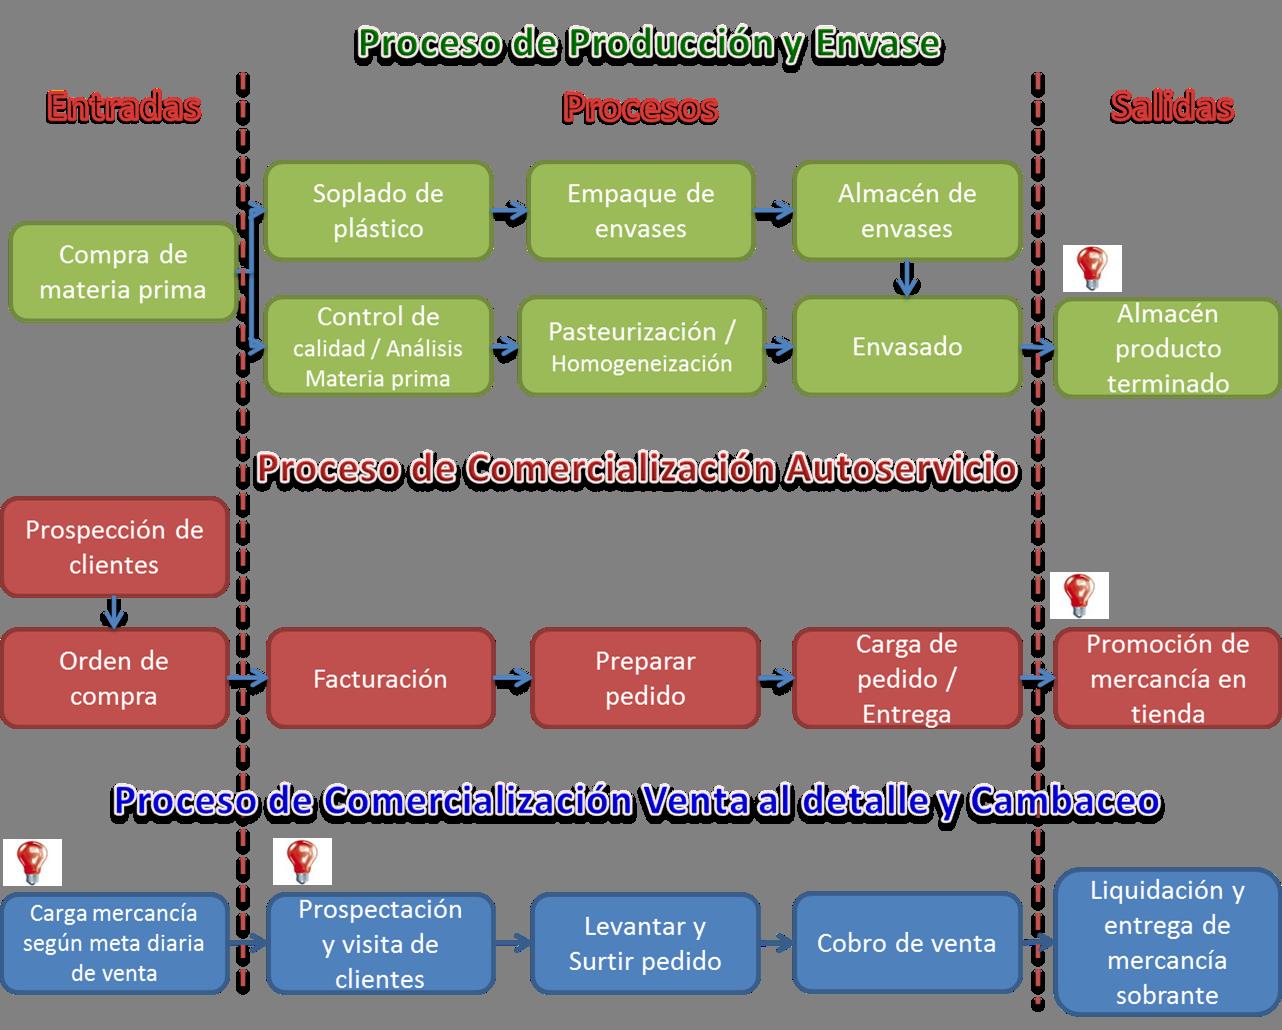 Proceso de Producción y Envase
Entradas
Procesos
Salidas
Compra de
materia prima
Soplado de
plástico
Empaque de
envases
Almacén de
envases
Control de
calidad / Análisis
Materia prima
Pasteurización /
Homogeneización
Envasado
Almacén
producto
terminado
Proceso de Comercialización Autoservicio
Prospección de
clientes
Orden de
compra
Facturación
Preparar
pedido
Carga de
pedido /
Entrega
Promoción de
mercancía en
tienda
Proceso de Comercialización Venta al detalle y Cambaceo
Carga mercancía
según meta diaria
de venta
Prospectación
y visita de
clientes
Levantar y
Surtir pedido
Cobro de venta
Liquidación y
entrega de
mercancía
sobrante